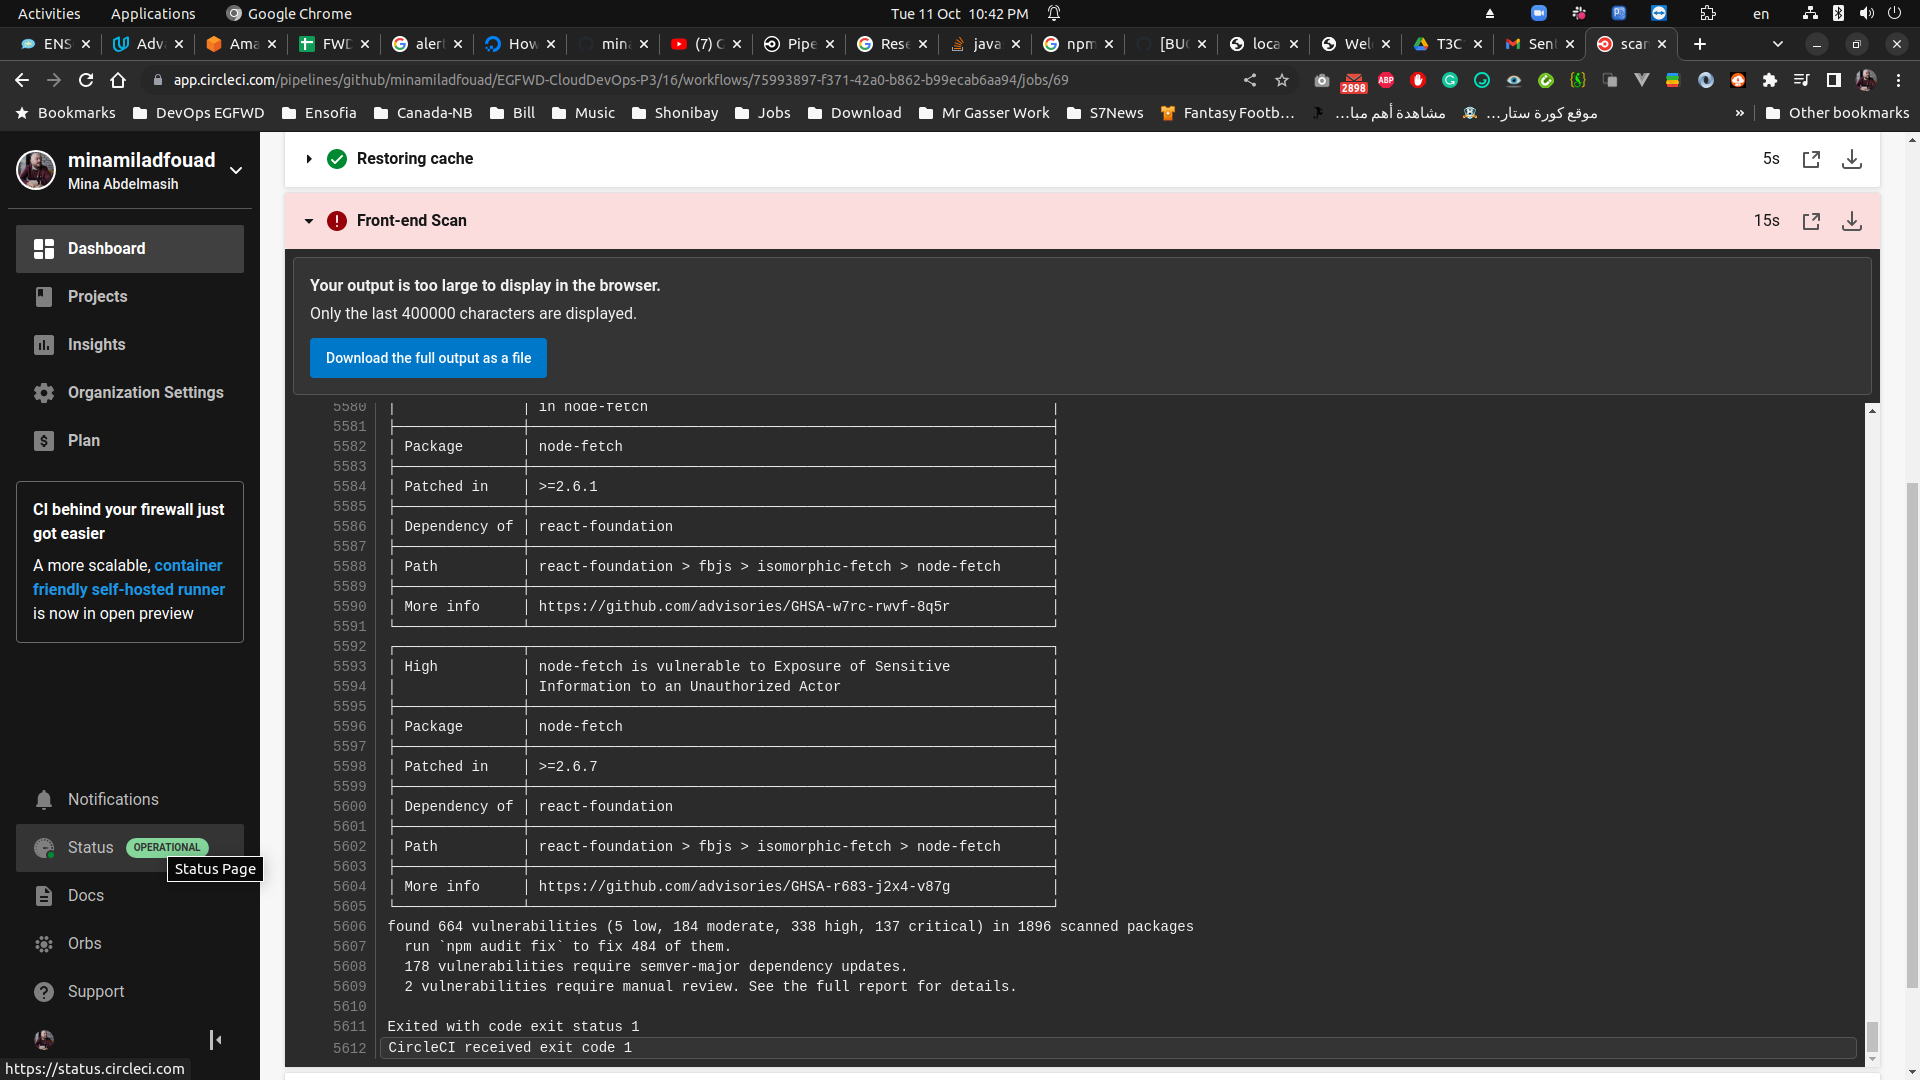 Activities Applications Google Chrome Tue 11 Oct 10:42 PM en
ENS Adv Ama FWD aler How min (7) C Pipe Rese java npm [BU loca Wel T3C Sen scar
app.circleci.com/pipelines/github/minamiladfouad/EGFWD-CloudDevOps-P3/16/workflows/75993897-f371-42a0-b862-b99ecab6aa94/jobs/69 2898 ABP
Bookmarks DevOps EGFWD Ensofia Canada-NB Bill Music Shonibay Jobs Download Mr Gasser Work S7News Fantasy Footb… مشاهدة أهم مبا… موقع كورة ستار… » Other bookmarks
minamiladfouad
Mina Abdelmasih
Dashboard
Projects
Insights
Organization Settings
Plan
CI behind your firewall just
got easier
A more scalable, container
friendly self-hosted runner
is now in open preview
Notifications
Status OPERATIONAL
Status Page
Docs
Orbs
Support
https://status.circleci.com
Restoring cache 5s
Front-end Scan 15s
Your output is too large to display in the browser.
Only the last 400000 characters are displayed.
Download the full output as a file
5580 in node-fetch
5581
5582 Package node-fetch
5583
5584 Patched in >=2.6.1
5585
5586 Dependency of react-foundation
5587
5588 Path react-foundation > fbjs > isomorphic-fetch > node-fetch
5589
5590 More info https://github.com/advisories/GHSA-w7rc-rwvf-8q5r
5591
5592
5593 High node-fetch is vulnerable to Exposure of Sensitive
5594 Information to an Unauthorized Actor
5595
5596 Package node-fetch
5597
5598 Patched in >=2.6.7
5599
5600 Dependency of react-foundation
5601
5602 Path react-foundation > fbjs > isomorphic-fetch > node-fetch
5603
5604 More info https://github.com/advisories/GHSA-r683-j2x4-v87g
5605
5606 found 664 vulnerabilities (5 low, 184 moderate, 338 high, 137 critical) in 1896 scanned packages
5607 run `npm audit fix` to fix 484 of them.
5608 178 vulnerabilities require semver-major dependency updates.
5609 2 vulnerabilities require manual review. See the full report for details.
5610
5611 Exited with code exit status 1
5612 CircleCI received exit code 1